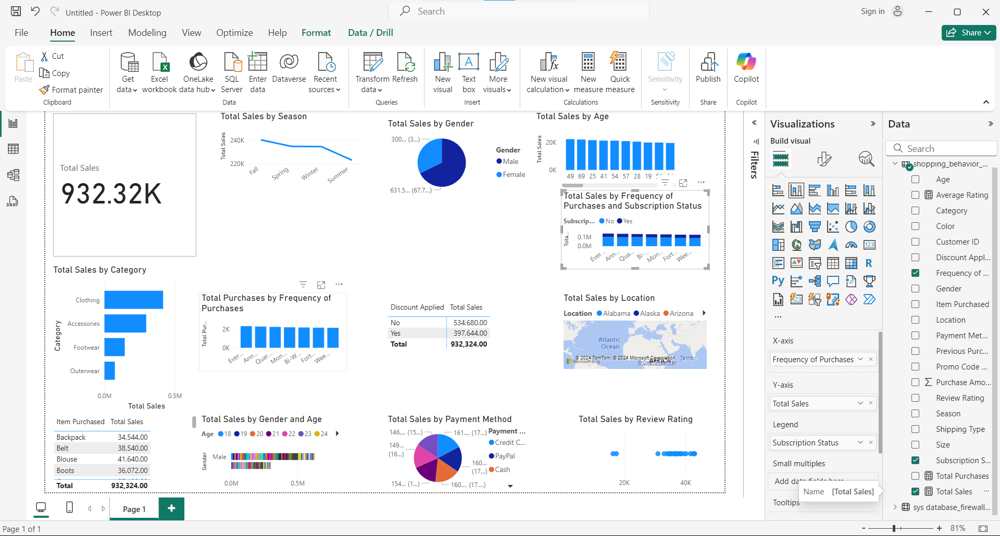 Untitled - Power BI Desktop
Search
Sign in
File
Home
Insert
Modeling
View
Optimize
Help
Format
Data / Drill
Share
Paste
Cut
Copy
Format painter
Clipboard
Get data
Excel workbook
OneLake data hub
SQL Server
Enter data
Dataverse
Recent sources
Data
Transform data
Refresh
Queries
New visual
Text box
More visuals
Insert
New visual calculation
New measure
Quick measure
Calculations
Sensitivity
Sensitivity
Publish
Share
Copilot
Copilot
Total Sales
932.32K
Total Sales by Season
Total Sales
240K
220K
Fall
Spring
Winter
Summer
Total Sales by Gender
300... (3...)
631.5... (67.7...)
Gender
Male
Female
Total Sales by Age
Total Sales
20K
0K
49 69 25 41 54 57 28 19
Total Sales by Frequency of
Purchases and Subscription Status
Subscrip... No Yes
Tota...
0.1M
0.0M
Ever... Ann... Qua... Bi-... Mon... Fort... Wee...
Total Sales by Category
Category
Clothing
Accessories
Footwear
Outerwear
0.0M 0.5M
Total Sales
Total Purchases by Frequency of
Purchases
Total Pur...
2K
0K
Ever... Ann... Quar... Mon... Bi-W... Fort... Wee...
Discount Applied Total Sales
No 534,680.00
Yes 397,644.00
Total 932,324.00
Total Sales by Location
Location Alabama Alaska Arizona
Atlantic
Ocean
AFRICA
© 2024 TomTom, © 2024 Microsoft Corporation, Terms
Microsoft Bing
© OpenStreetMap
Item Purchased Total Sales
Backpack 34,544.00
Belt 38,540.00
Blouse 41,640.00
Boots 36,072.00
Total 932,324.00
Total Sales by Gender and Age
Age 18 19 20 21 22 23 24
Gender
Male
0.0M 0.5M
Total Sales by Payment Method
146... (15...)
161.... (17...)
149...
(16...)
160...
(17...)
154... (1...)
160.... (17....)
Payment ...
Credit C...
PayPal
Cash
Total Sales by Review Rating
20K 40K
Filters
Visualizations
Build visual
123
R
Py
123
X-axis
Frequency of Purchases
Y-axis
Total Sales
Legend
Subscription Status
Small multiples
Add data fields here
Tooltips
Name [Total Sales]
Data
Search
shopping_behavior_...
Age
Average Rating
Category
Color
Customer ID
Discount Appl...
Frequency of ...
Gender
Item Purchased
Location
Payment Met...
Previous Purc...
Promo Code ...
Purchase Amo...
Review Rating
Season
Shipping Type
Size
Subscription S...
Total Purchases
Total Sales
sys database_firewall...
DAX
Page 1
Page 1 of 1
81%